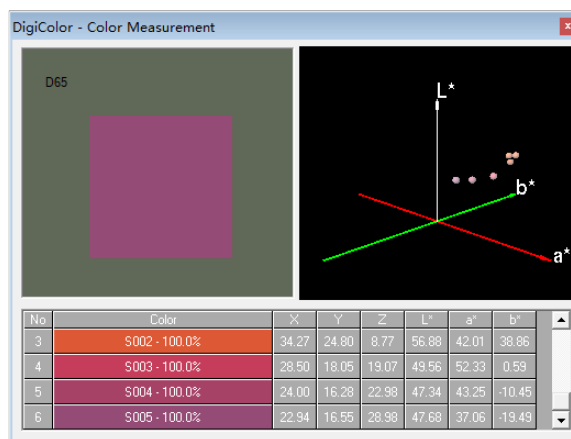 DigiColor - Color Measurement
D65
L*
b*
a*
No Color X Y Z L* a* b*
3 S002 - 100.0% 34.27 24.80 8.77 56.88 42.01 38.86
4 S003 - 100.0% 28.50 18.05 19.07 49.56 52.33 0.59
5 S004 - 100.0% 24.00 16.28 22.98 47.34 43.25 -10.45
6 S005 - 100.0% 22.94 16.55 28.98 47.68 37.06 -19.49